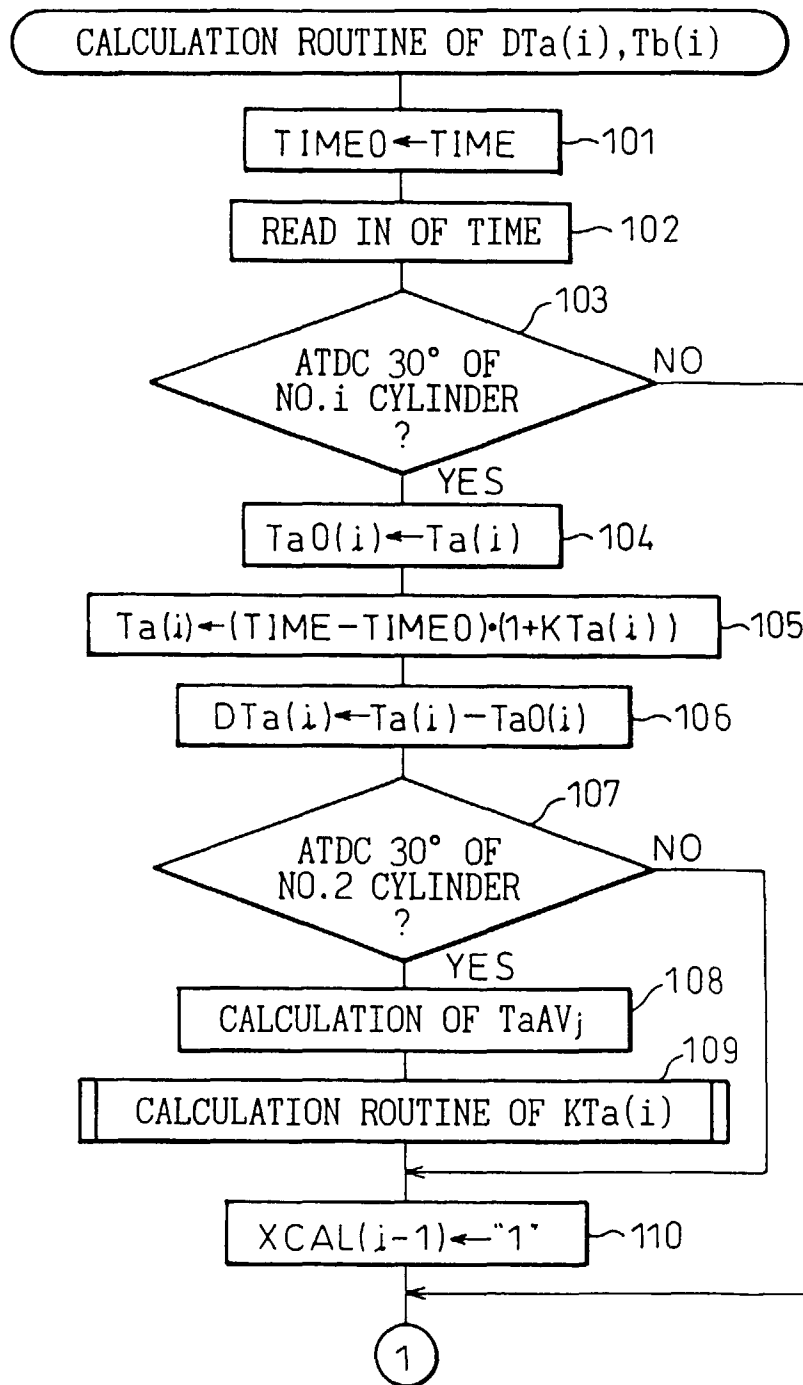 CALCULATION ROUTINE OF DTa(i),Tb(i)
TIME0←TIME
101
READ IN OF TIME
102
103
ATDC 30° OF
NO.i CYLINDER
?
NO
YES
Ta0(i)←Ta(i)
104
Ta(i)←(TIME-TIME0)·(1+KTa(i))
105
DTa(i)←Ta(i)-Ta0(i)
106
107
ATDC 30° OF
NO.2 CYLINDER
?
NO
YES
108
CALCULATION OF TaAVj
109
CALCULATION ROUTINE OF KTa(i)
XCAL(i-1)←"1"
110
1